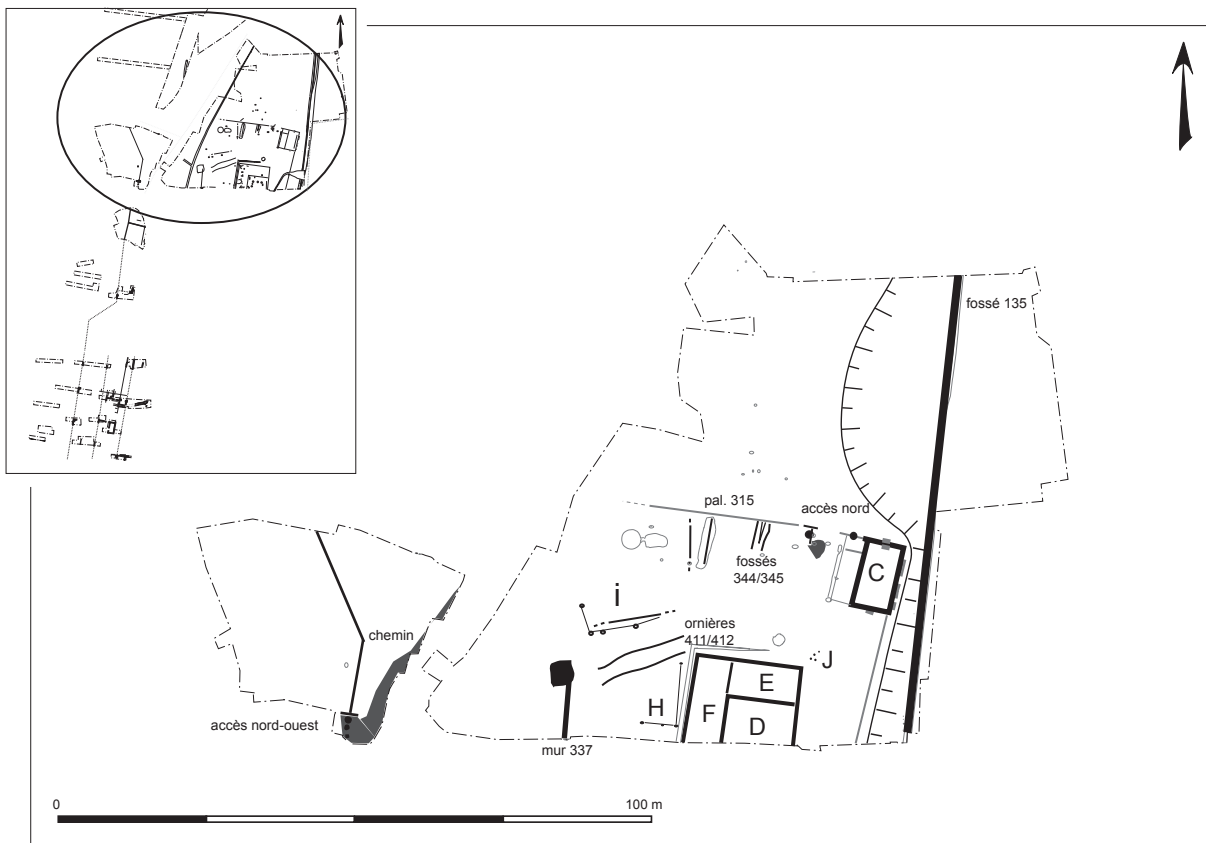 fossé 135
pal. 315
accès nord
C
fossés
344/345
i
ornières
411/412
chemin
J
E
H
F
D
accès nord-ouest
mur 337
0
100 m